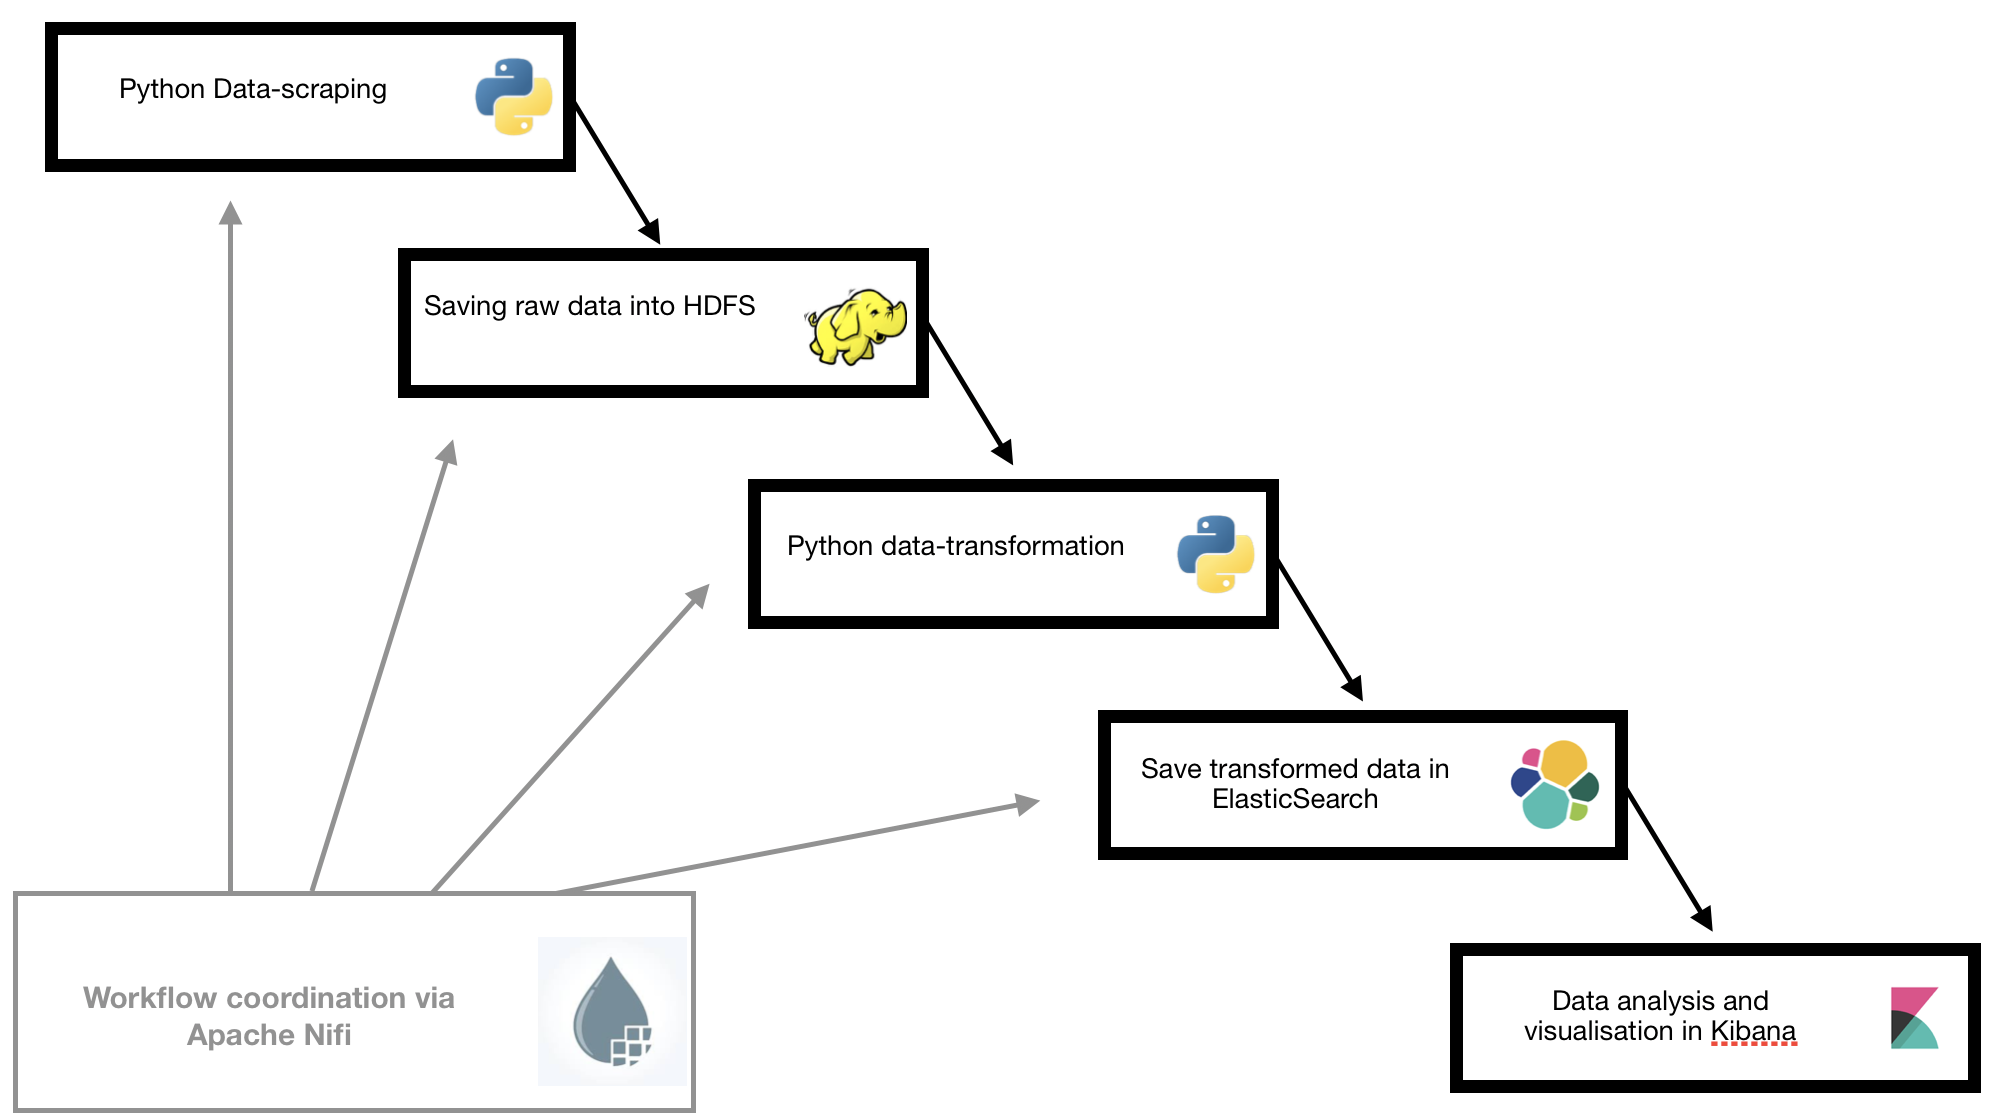 Python Data-scraping
Saving raw data into HDFS
Python data-transformation
Save transformed data in
ElasticSearch
Workflow coordination via
Apache Nifi
Data analysis and
visualisation in Kibana